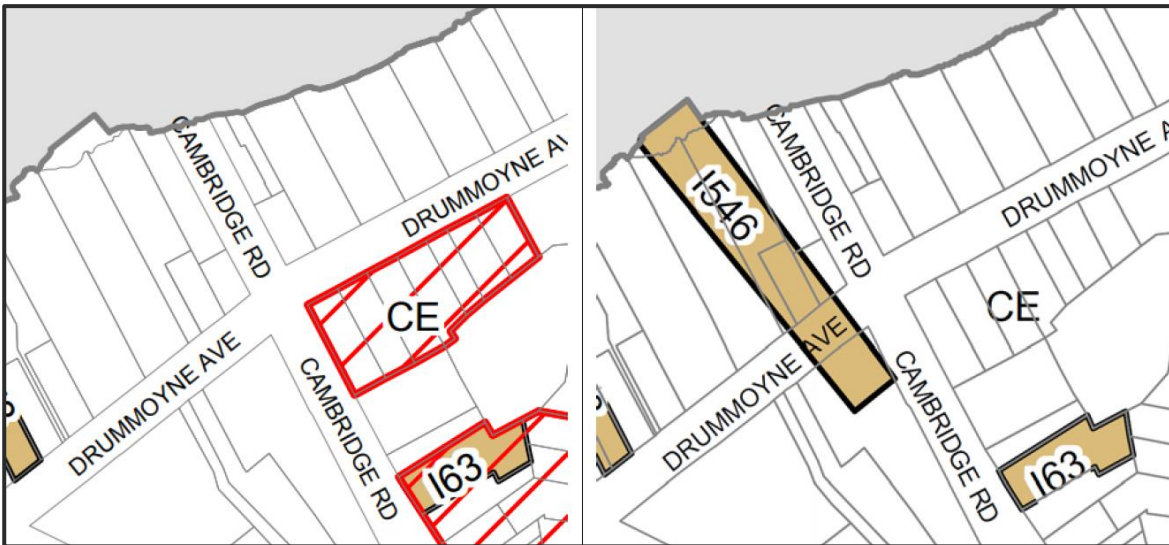 CAMBRIDGE RD
DRUMMOYNE AV
CE
DRUMMOYNE AVE
CAMBRIDGE RD
I63
CAMBRIDGE RD
DRUMMOYNE A
I546
CE
DRUMMOYNE AVE
CAMBRIDGE RD
I63